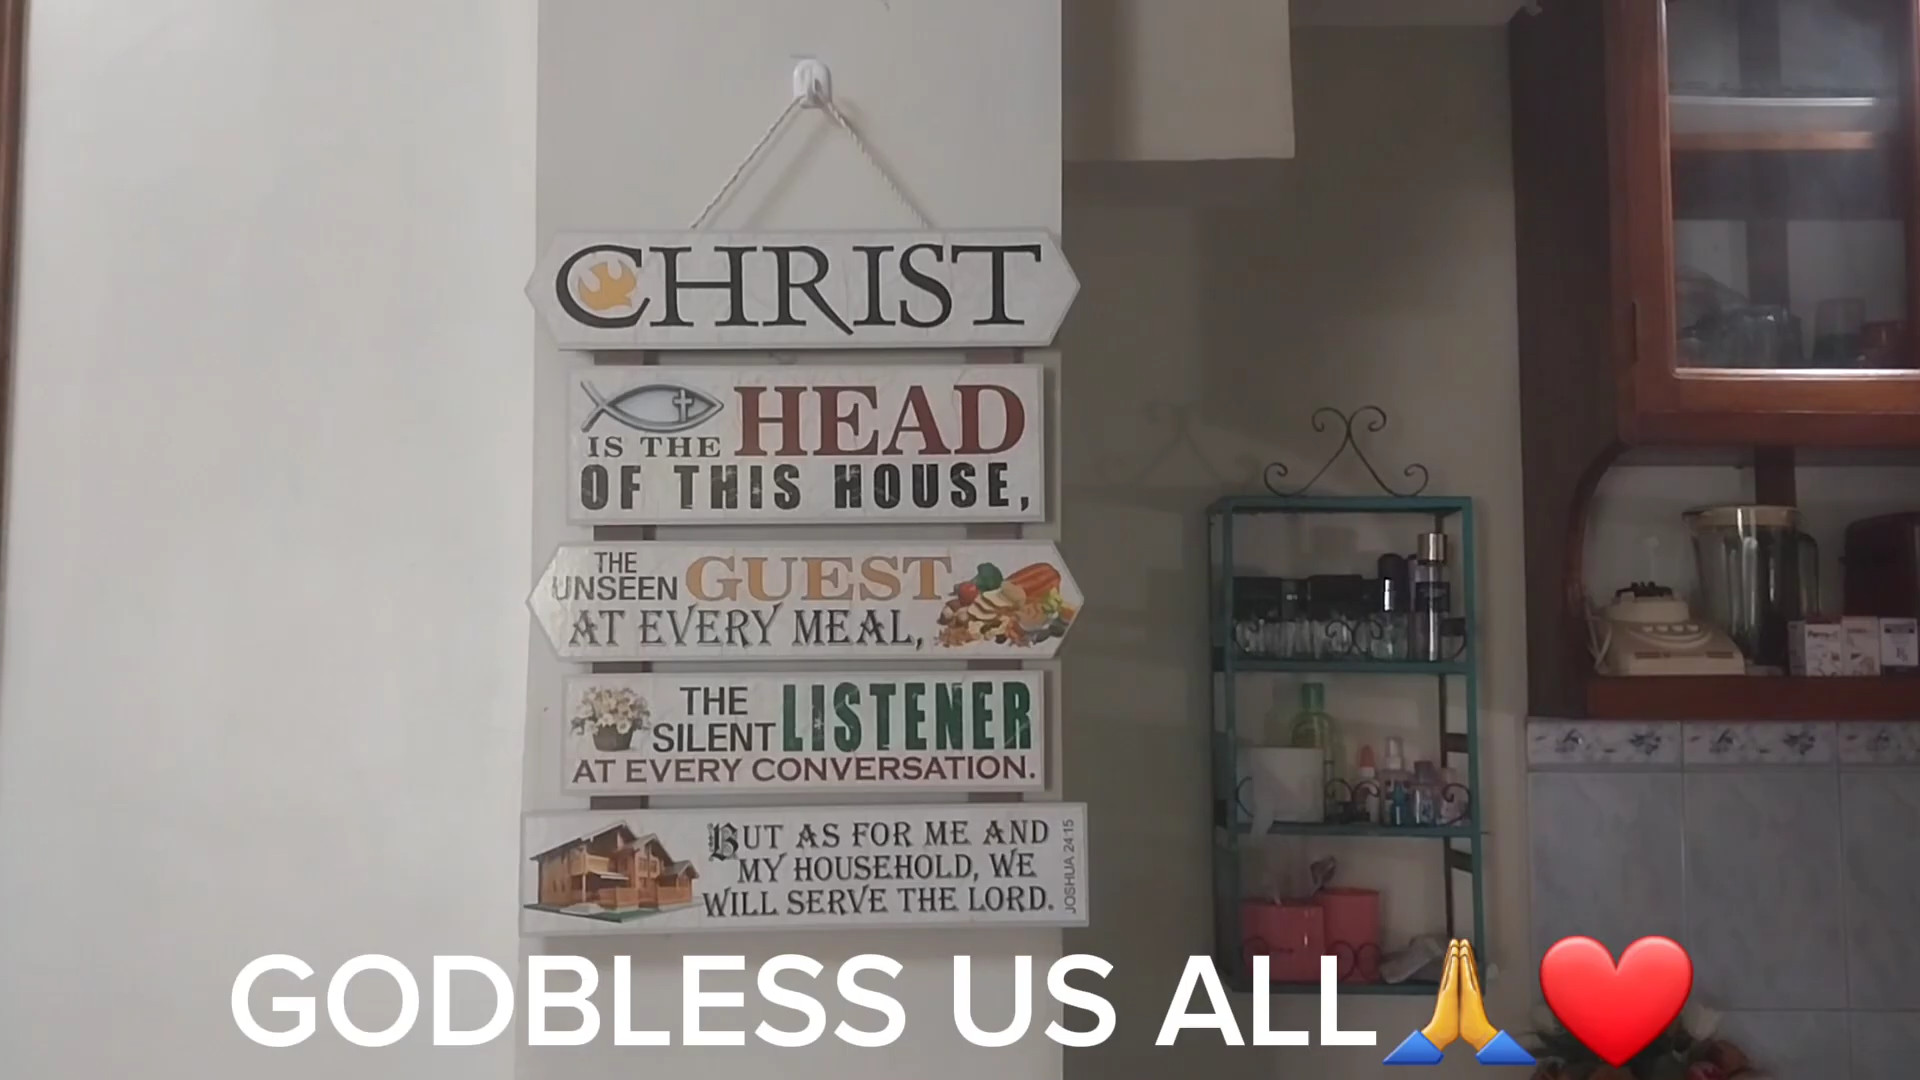 CHRIST
IS THE HEAD
OF THIS HOUSE,
THE
UNSEEN GUEST
AT EVERY MEAL,
THE
SILENT LISTENER
AT EVERY CONVERSATION.
BUT AS FOR ME AND
MY HOUSEHOLD, WE
WILL SERVE THE LORD.
JOSHUA 24:15
GODBLESS US ALL🙏❤️